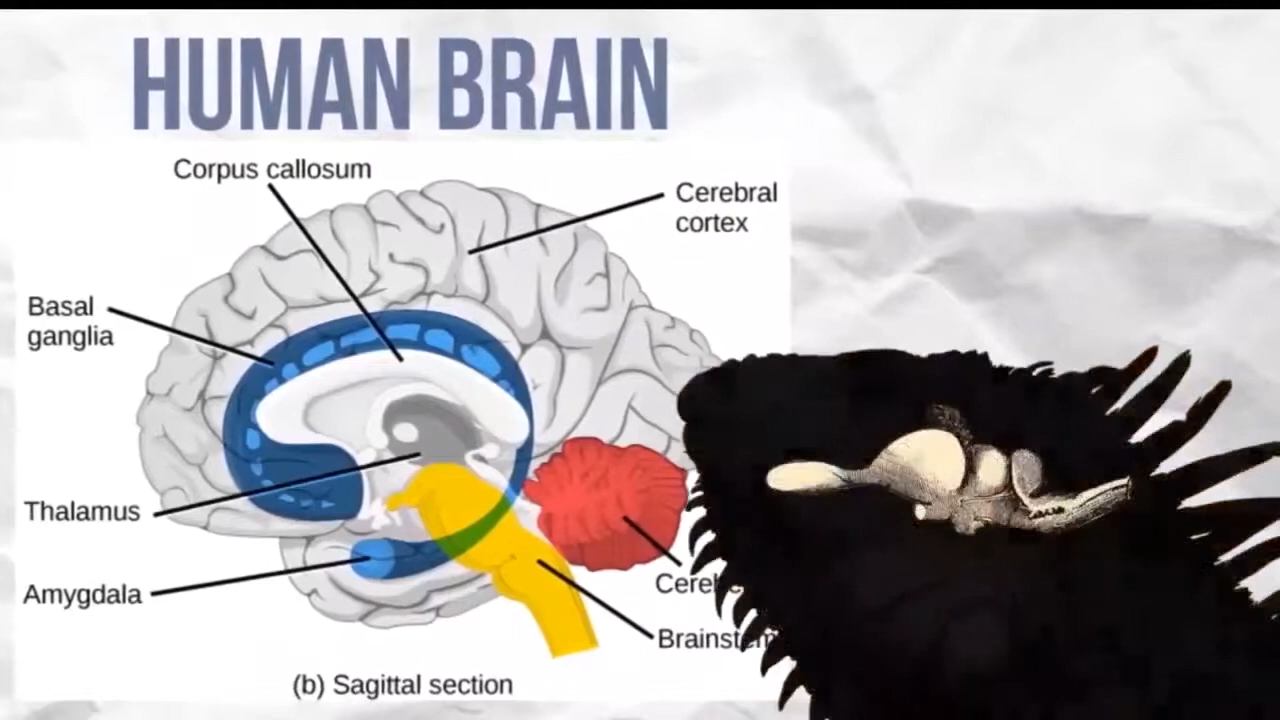 HUMAN BRAIN
Corpus callosum
Cerebral
cortex
Basal
ganglia
Thalamus
Amygdala
(b) Sagittal section